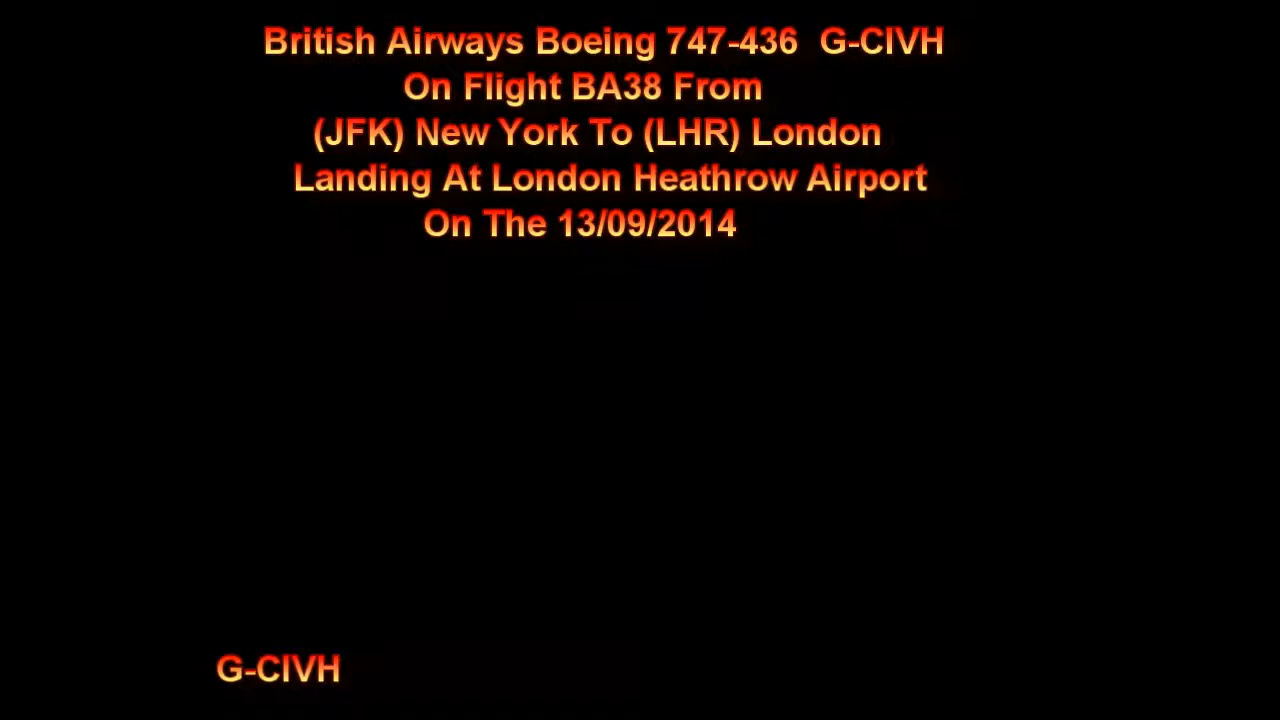 British Airways Boeing 747-436 G-CIVH
On Flight BA38 From
(JFK) New York To (LHR) London
Landing At London Heathrow Airport
On The 13/09/2014
G-CIVH